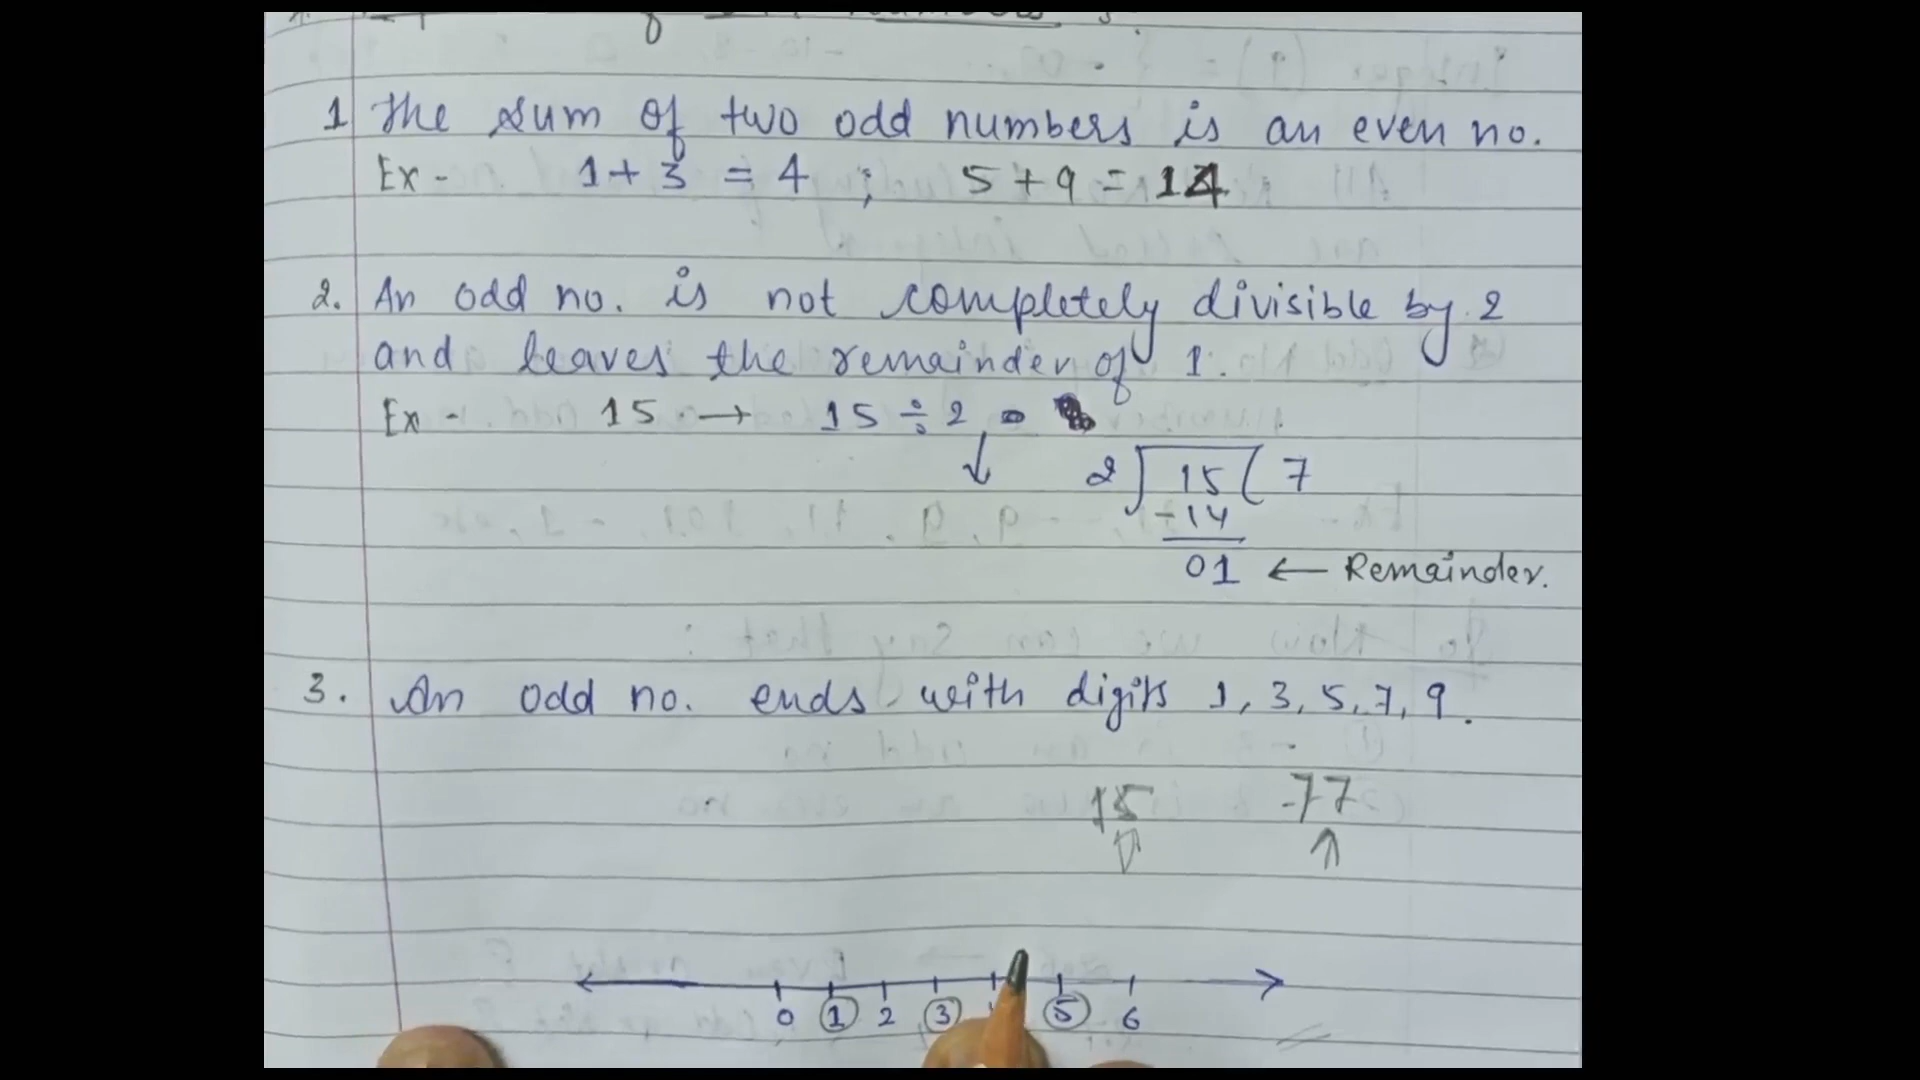 1 The sum of two odd numbers is an even no.
Ex - 1 + 3 = 4 ; 5 + 9 = 14
2. An odd no. is not completely divisible by 2
and leaves the remainder of 1.
Ex - 15 → 15 ÷ 2
↓ 2 15 ( 7
-14
01 ← Remainder.
3. An odd no. ends with digits 1, 3, 5, 7, 9.
15 -77
0 1 2 3 5 6